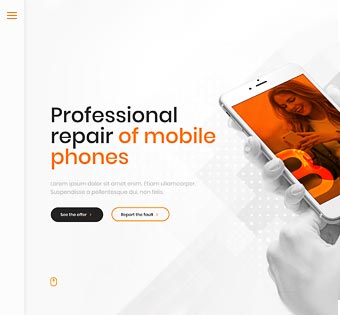 Professional
repair of mobile
phones
Lorem ipsum dolor sit amet, enim. Etiam ullamcorper.
Suspendisse a pellentesque dui, non felis.
See the offer >
Report the fault >